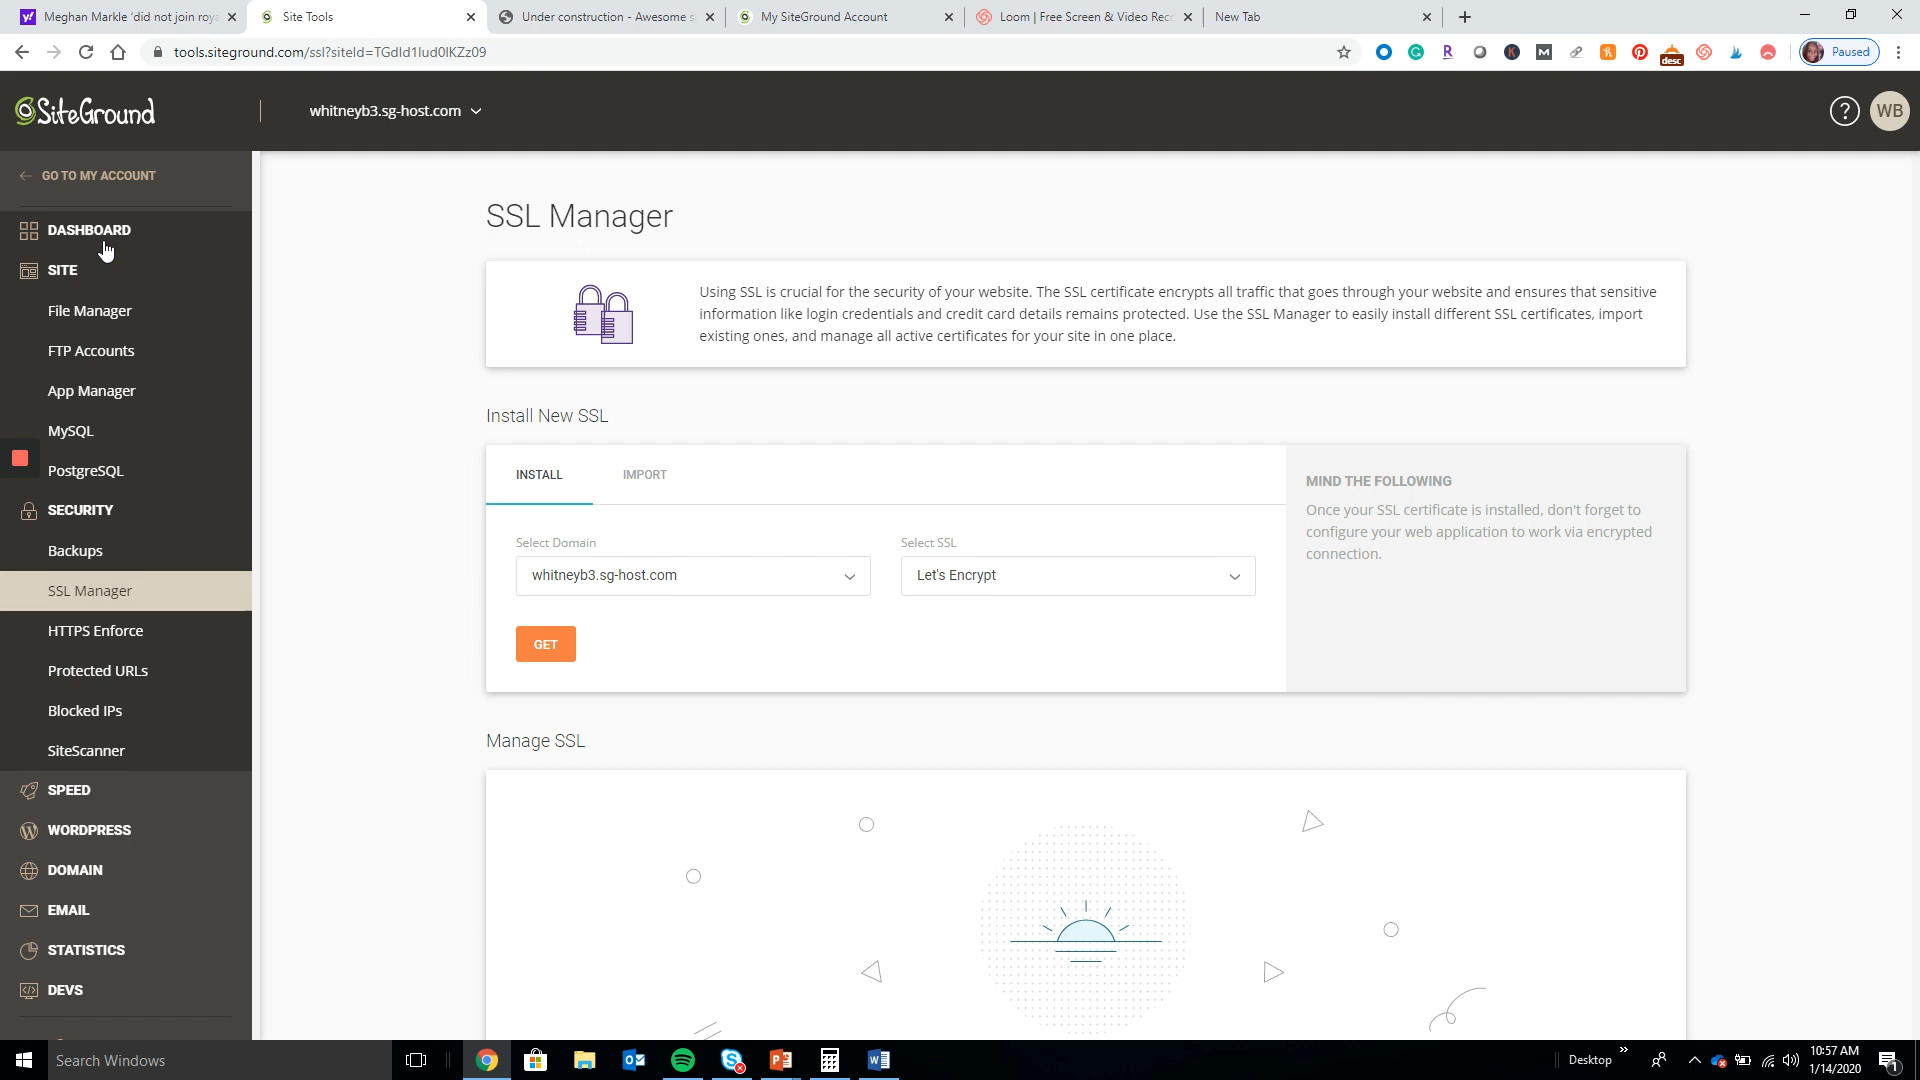 Meghan Markle 'did not join roya
Site Tools
Under construction - Awesome s
My SiteGround Account
Loom | Free Screen & Video Rec
New Tab
tools.siteground.com/ssl?siteId=TGdId1Iud0lKZz09
desc
Paused
SiteGround
whitneyb3.sg-host.com
?
WB
GO TO MY ACCOUNT
DASHBOARD
SITE
File Manager
FTP Accounts
App Manager
MySQL
PostgreSQL
SECURITY
Backups
SSL Manager
HTTPS Enforce
Protected URLs
Blocked IPs
SiteScanner
SPEED
WORDPRESS
DOMAIN
EMAIL
STATISTICS
DEVS
SSL Manager
Using SSL is crucial for the security of your website. The SSL certificate encrypts all traffic that goes through your website and ensures that sensitive
information like login credentials and credit card details remains protected. Use the SSL Manager to easily install different SSL certificates, import
existing ones, and manage all active certificates for your site in one place.
Install New SSL
INSTALL
IMPORT
Select Domain
whitneyb3.sg-host.com
Select SSL
Let's Encrypt
GET
MIND THE FOLLOWING
Once your SSL certificate is installed, don't forget to
configure your web application to work via encrypted
connection.
Manage SSL
Search Windows
Desktop
10:57 AM
1/14/2020
1